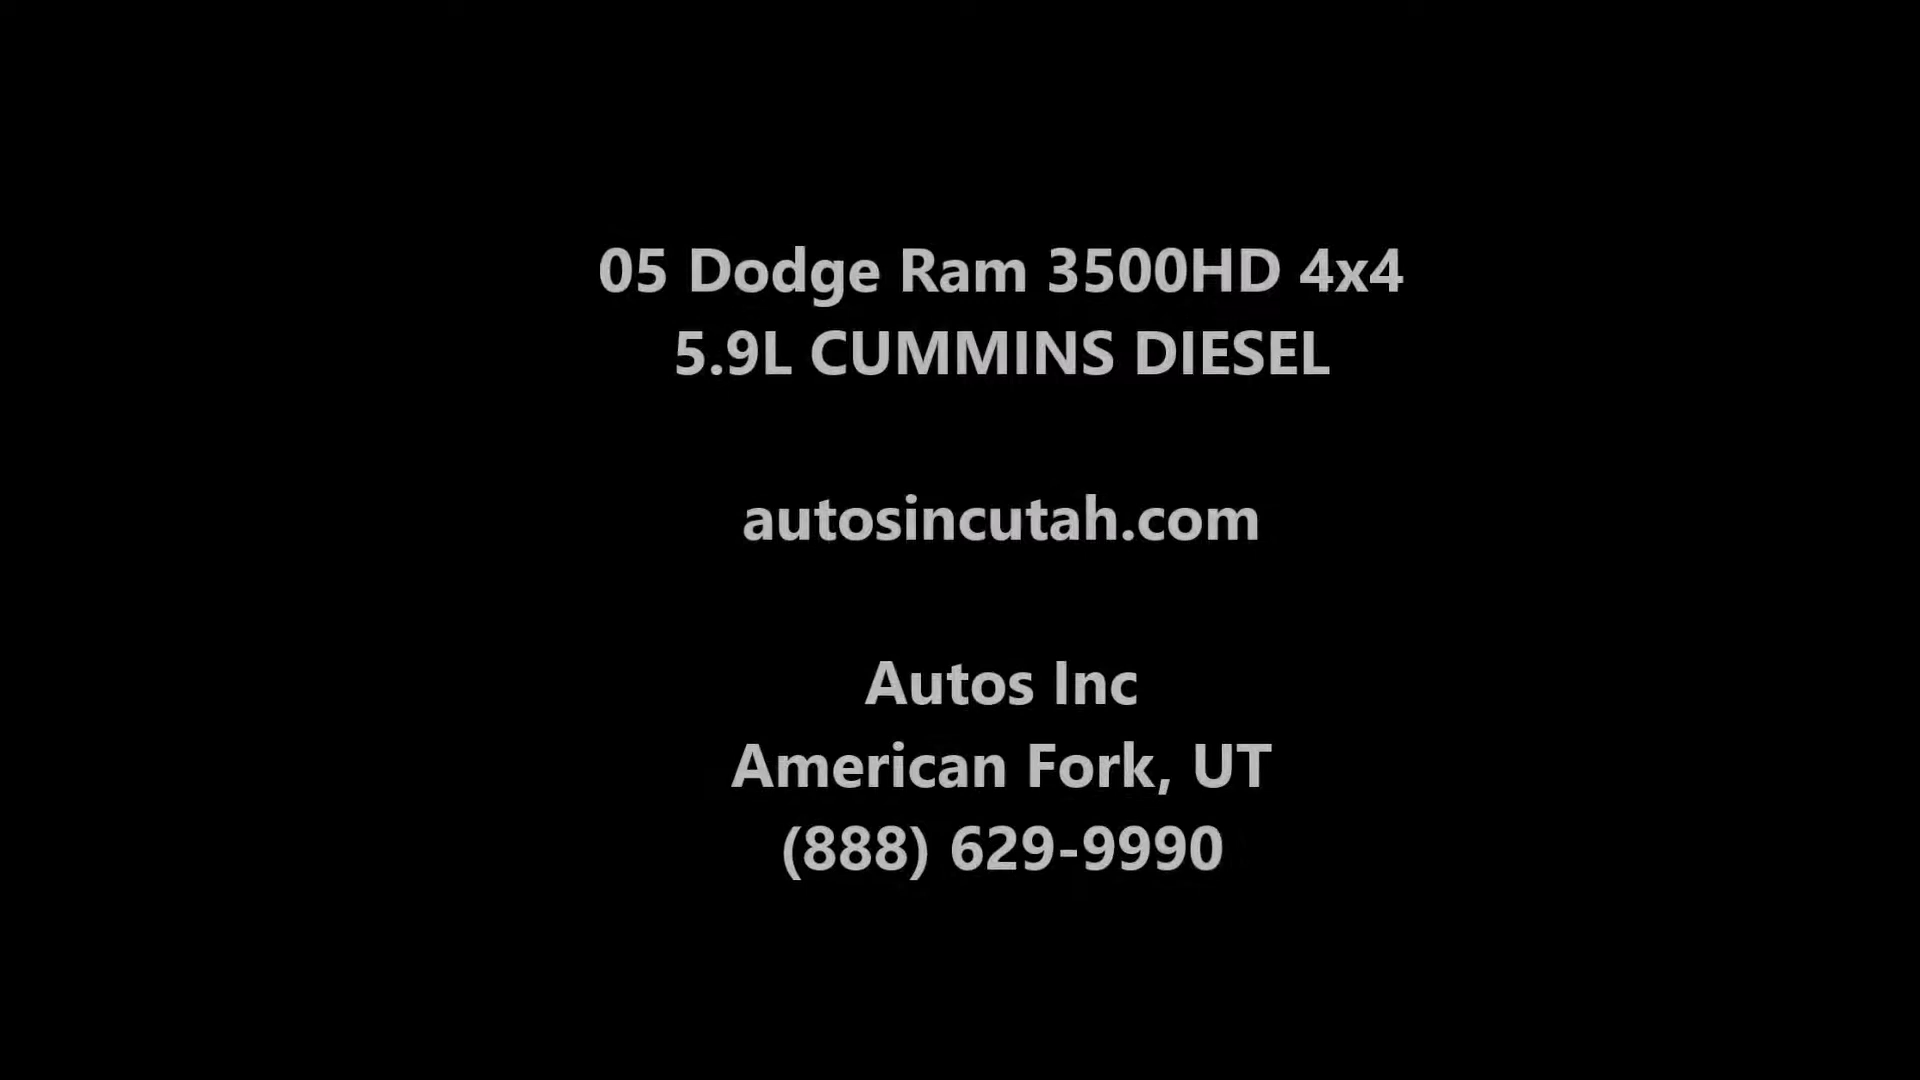 05 Dodge Ram 3500HD 4x4
5.9L CUMMINS DIESEL
autosincutah.com
Autos Inc
American Fork, UT
(888) 629-9990